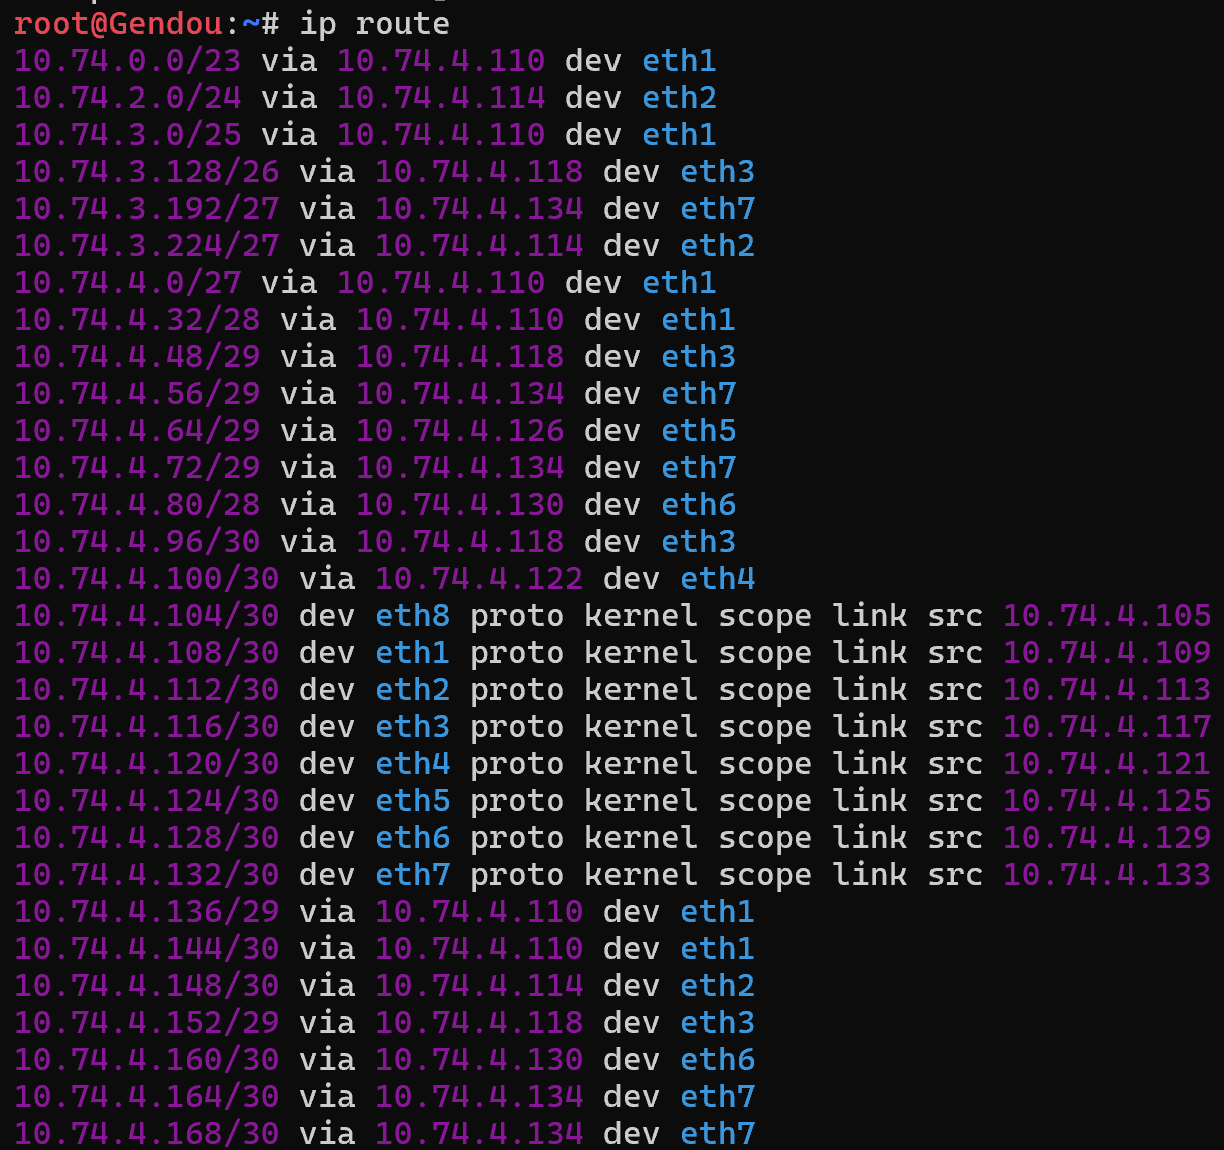 root@Gendou:~# ip route
10.74.0.0/23 via 10.74.4.110 dev eth1
10.74.2.0/24 via 10.74.4.114 dev eth2
10.74.3.0/25 via 10.74.4.110 dev eth1
10.74.3.128/26 via 10.74.4.118 dev eth3
10.74.3.192/27 via 10.74.4.134 dev eth7
10.74.3.224/27 via 10.74.4.114 dev eth2
10.74.4.0/27 via 10.74.4.110 dev eth1
10.74.4.32/28 via 10.74.4.110 dev eth1
10.74.4.48/29 via 10.74.4.118 dev eth3
10.74.4.56/29 via 10.74.4.134 dev eth7
10.74.4.64/29 via 10.74.4.126 dev eth5
10.74.4.72/29 via 10.74.4.134 dev eth7
10.74.4.80/28 via 10.74.4.130 dev eth6
10.74.4.96/30 via 10.74.4.118 dev eth3
10.74.4.100/30 via 10.74.4.122 dev eth4
10.74.4.104/30 dev eth8 proto kernel scope link src 10.74.4.105
10.74.4.108/30 dev eth1 proto kernel scope link src 10.74.4.109
10.74.4.112/30 dev eth2 proto kernel scope link src 10.74.4.113
10.74.4.116/30 dev eth3 proto kernel scope link src 10.74.4.117
10.74.4.120/30 dev eth4 proto kernel scope link src 10.74.4.121
10.74.4.124/30 dev eth5 proto kernel scope link src 10.74.4.125
10.74.4.128/30 dev eth6 proto kernel scope link src 10.74.4.129
10.74.4.132/30 dev eth7 proto kernel scope link src 10.74.4.133
10.74.4.136/29 via 10.74.4.110 dev eth1
10.74.4.144/30 via 10.74.4.110 dev eth1
10.74.4.148/30 via 10.74.4.114 dev eth2
10.74.4.152/29 via 10.74.4.118 dev eth3
10.74.4.160/30 via 10.74.4.130 dev eth6
10.74.4.164/30 via 10.74.4.134 dev eth7
10.74.4.168/30 via 10.74.4.134 dev eth7